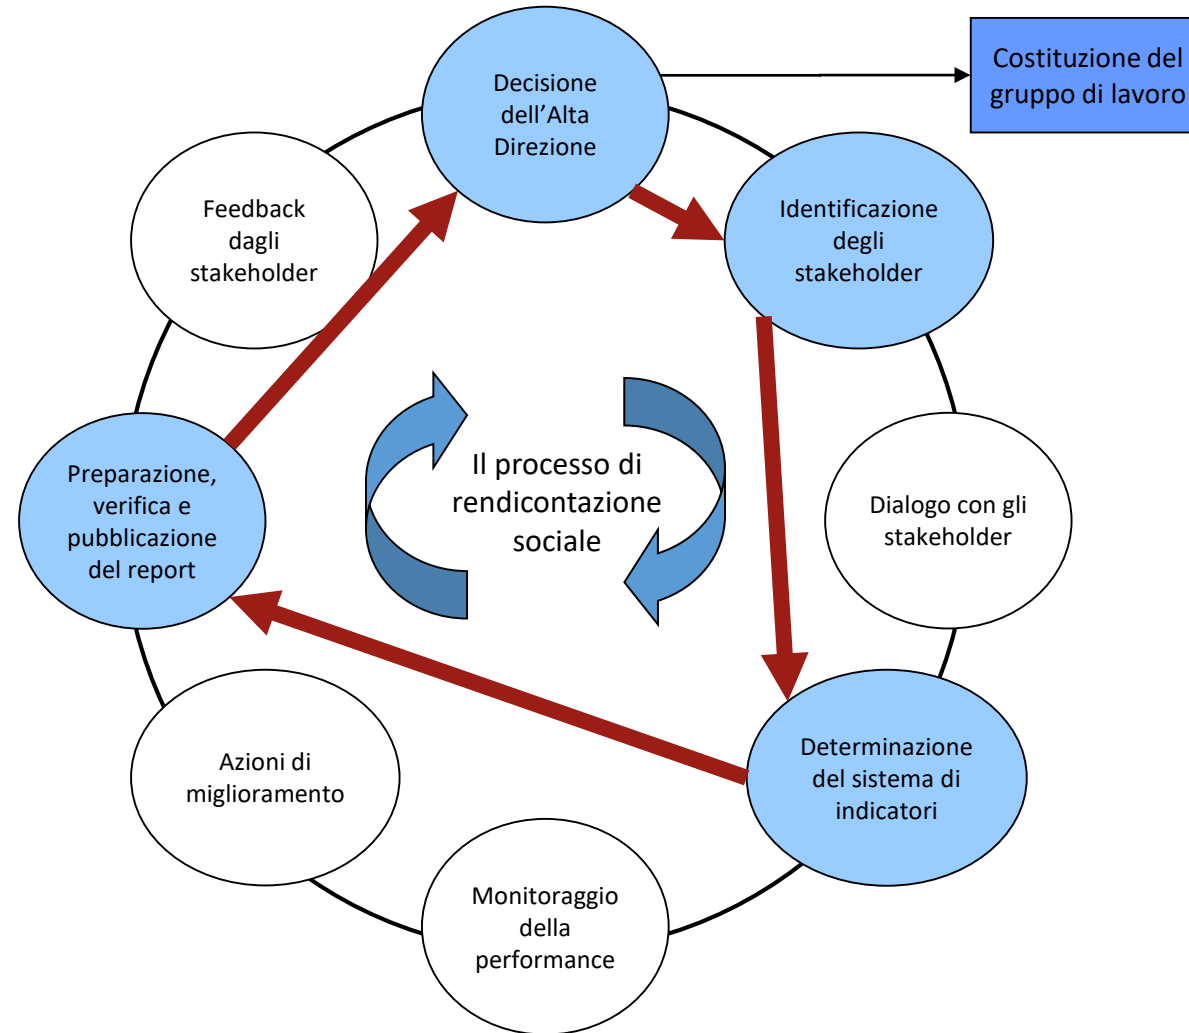 Decisione
dell’Alta
Direzione
Costituzione del
gruppo di lavoro
Identificazione
degli
stakeholder
Dialogo con gli
stakeholder
Determinazione
del sistema di
indicatori
Monitoraggio
della
performance
Azioni di
miglioramento
Preparazione,
verifica e
pubblicazione
del report
Feedback
dagli
stakeholder
Il processo di
rendicontazione
sociale